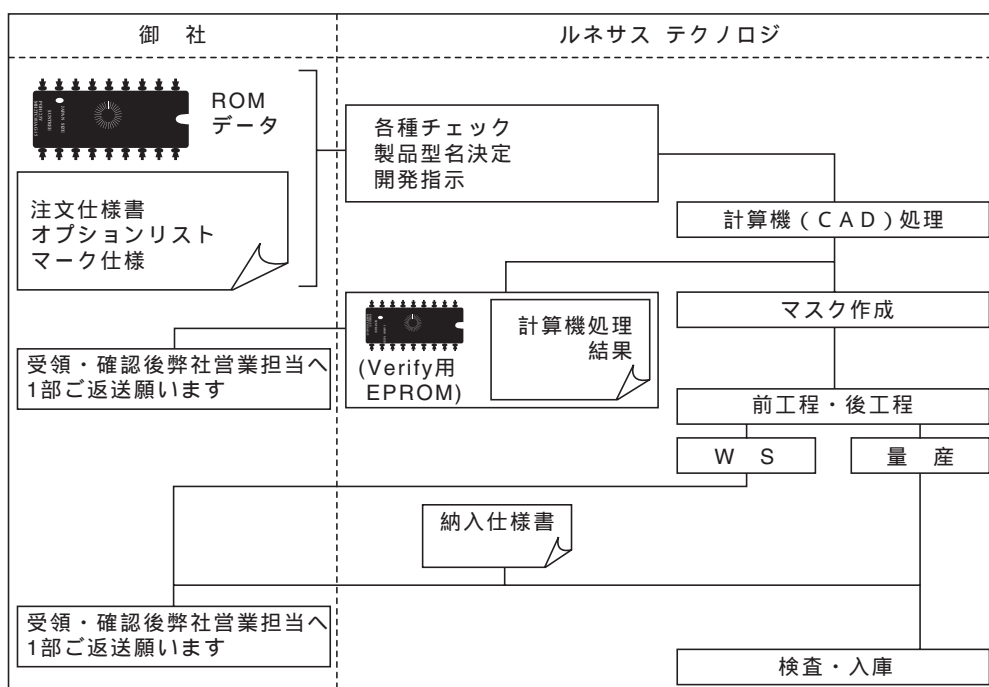 御 社
ルネサス テクノロジ
ROM
データ
注文仕様書
オプションリスト
マーク仕様
各種チェック
製品型名決定
開発指示
計算機（ＣＡＤ）処理
マスク作成
(Verify用
EPROM)
計算機処理
結果
受領・確認後弊社営業担当へ
1部ご返送願います
前工程・後工程
W S
量 産
納入仕様書
受領・確認後弊社営業担当へ
1部ご返送願います
検査・入庫